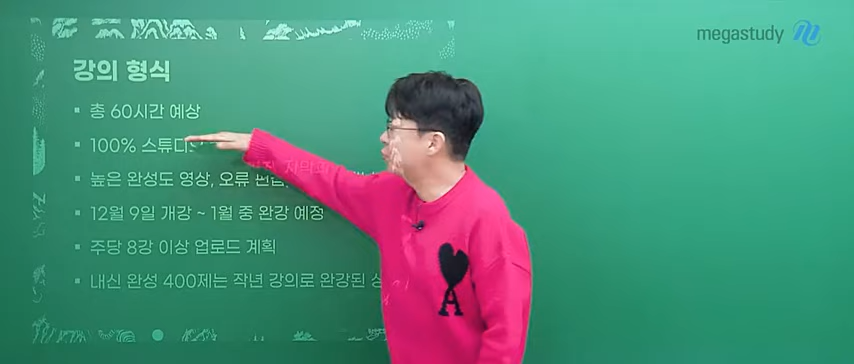 megastudy
강의 형식
▪ 총 60시간 예상
▪ 100% 스튜디오
▪ 높은 완성도 영상, 오류
▪ 12월 9일 개강 ~ 1월 중 완강 예정
▪ 주당 8강 이상 업로드 계획
▪ 내신 완성 400제는 작년 강의로 완강된
A